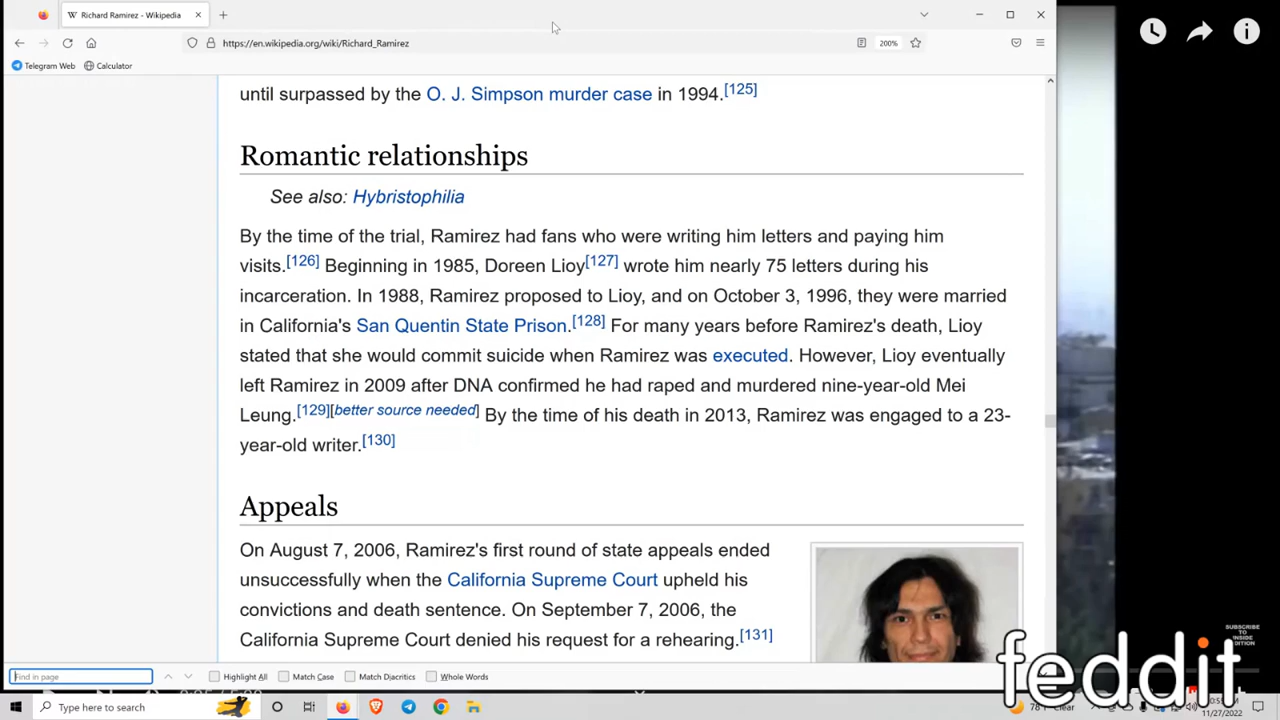 Richard Ramirez - Wikipedia
https://en.wikipedia.org/wiki/Richard_Ramirez
200%
Telegram Web
Calculator
until surpassed by the O. J. Simpson murder case in 1994.[125]
Romantic relationships
See also: Hybristophilia
By the time of the trial, Ramirez had fans who were writing him letters and paying him
visits.[126] Beginning in 1985, Doreen Lioy[127] wrote him nearly 75 letters during his
incarceration. In 1988, Ramirez proposed to Lioy, and on October 3, 1996, they were married
in California's San Quentin State Prison.[128] For many years before Ramirez's death, Lioy
stated that she would commit suicide when Ramirez was executed. However, Lioy eventually
left Ramirez in 2009 after DNA confirmed he had raped and murdered nine-year-old Mei
Leung.[129][better source needed] By the time of his death in 2013, Ramirez was engaged to a 23-
year-old writer.[130]
Appeals
On August 7, 2006, Ramirez's first round of state appeals ended
unsuccessfully when the California Supreme Court upheld his
convictions and death sentence. On September 7, 2006, the
California Supreme Court denied his request for a rehearing.[131]
SUBSCRIBE
TO
INSIDE
EDITION
feddit
Find in page
Highlight All
Match Case
Match Diacritics
Whole Words
Type here to search
78°
Clear
11/27/2022